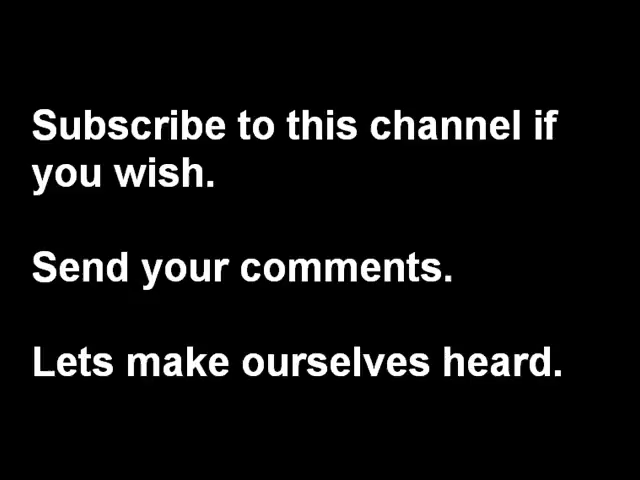 Subscribe to this channel if
you wish.
Send your comments.
Lets make ourselves heard.